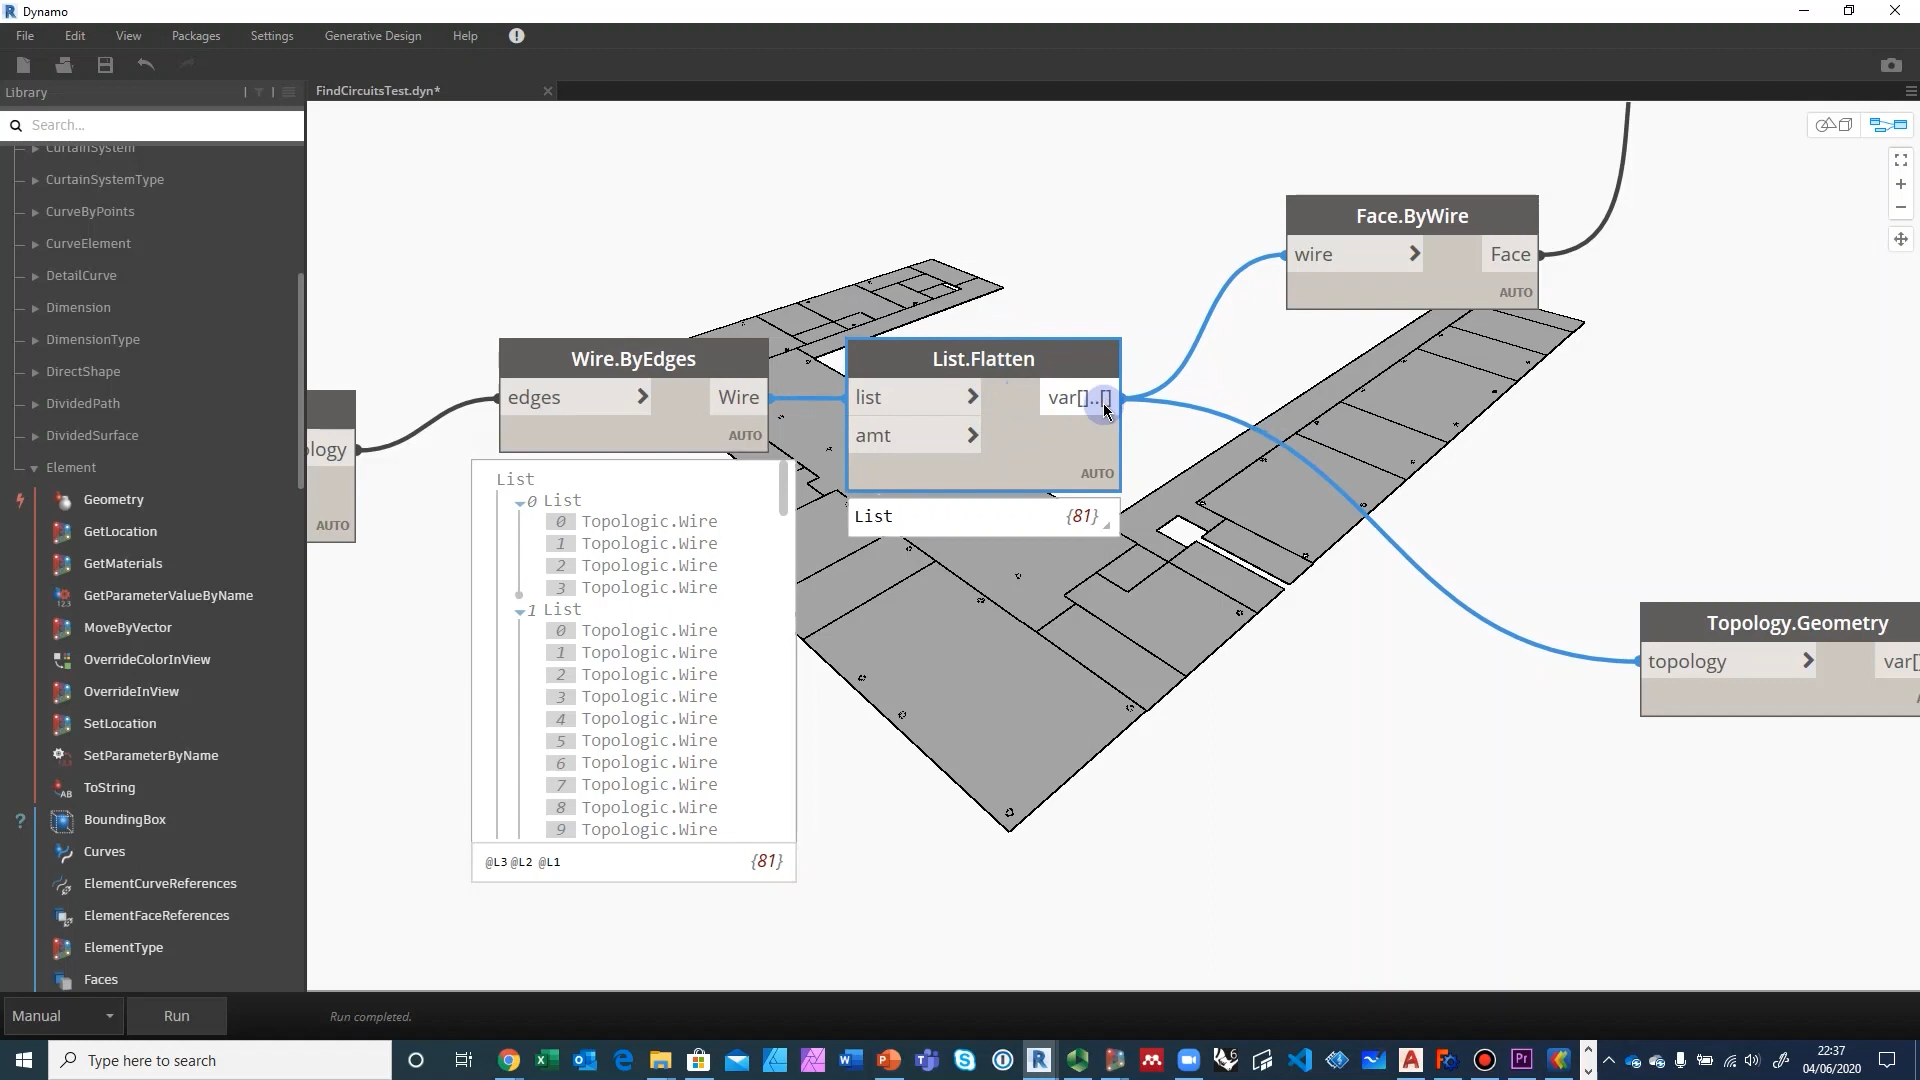 Dynamo
File Edit View Packages Settings Generative Design Help
Library
FindCircuitsTest.dyn*
Search...
CurtainSystem
CurtainSystemType
CurveByPoints
CurveElement
DetailCurve
Dimension
DimensionType
DirectShape
DividedPath
DividedSurface
Element
Geometry
GetLocation
GetMaterials
GetParameterValueByName
MoveByVector
OverrideColorInView
OverrideInView
SetLocation
SetParameterByName
ToString
BoundingBox
Curves
ElementCurveReferences
ElementFaceReferences
ElementType
Faces
ology
AUTO
Wire.ByEdges
edges > Wire
AUTO
List
0 List
0 Topologic.Wire
1 Topologic.Wire
2 Topologic.Wire
3 Topologic.Wire
1 List
0 Topologic.Wire
1 Topologic.Wire
2 Topologic.Wire
3 Topologic.Wire
4 Topologic.Wire
5 Topologic.Wire
6 Topologic.Wire
7 Topologic.Wire
8 Topologic.Wire
9 Topologic.Wire
@L3 @L2 @L1 {81}
List.Flatten
list > var[]..[]
amt >
AUTO
List {81}
Face.ByWire
wire > Face
AUTO
Topology.Geometry
topology > var[]
Manual Run Run completed.
Type here to search
22:37
04/06/2020